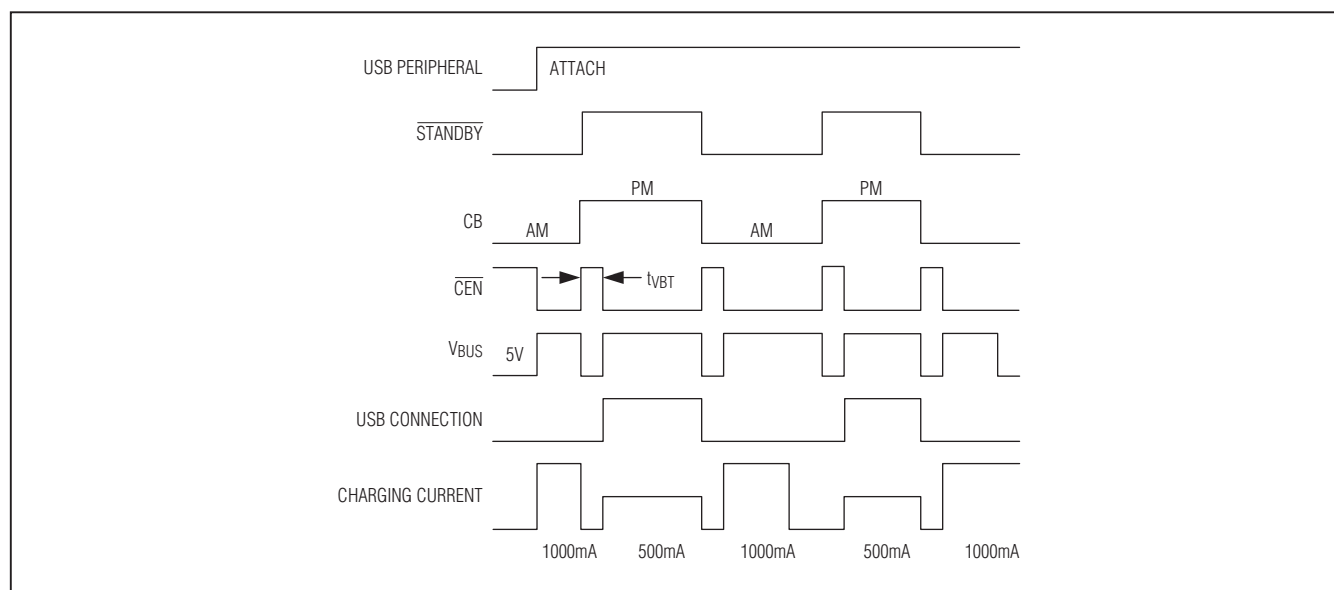 USB PERIPHERAL ATTACH
STANDBY
PM PM
CB AM AM
CEN tVBT
VBUS 5V
USB CONNECTION
CHARGING CURRENT
1000mA 500mA 1000mA 500mA 1000mA